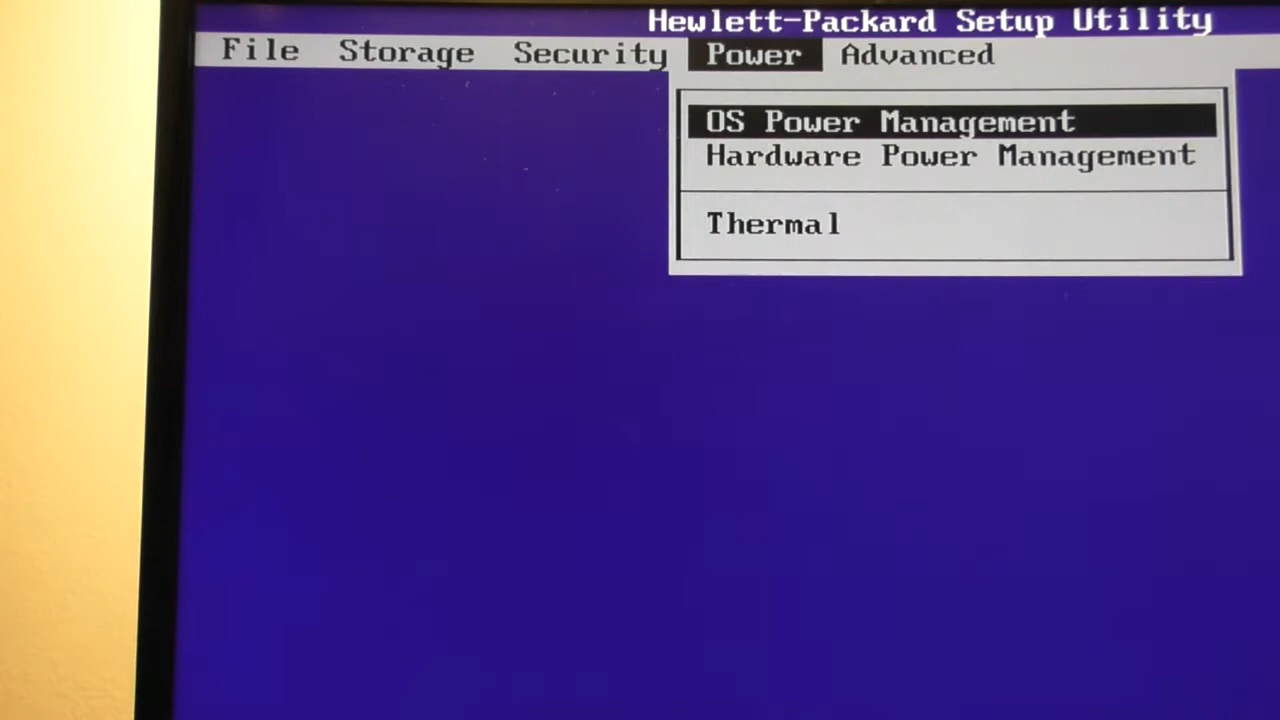 Hewlett-Packard Setup Utility
File Storage Security Power Advanced
OS Power Management
Hardware Power Management
Thermal